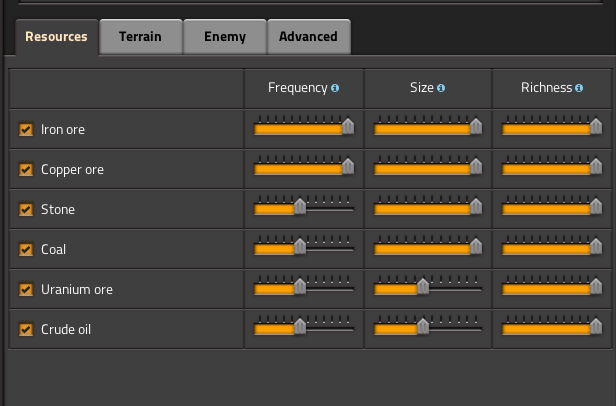 Resources Terrain Enemy Advanced
Frequency Size Richness
Iron ore
Copper ore
Stone
Coal
Uranium ore
Crude oil